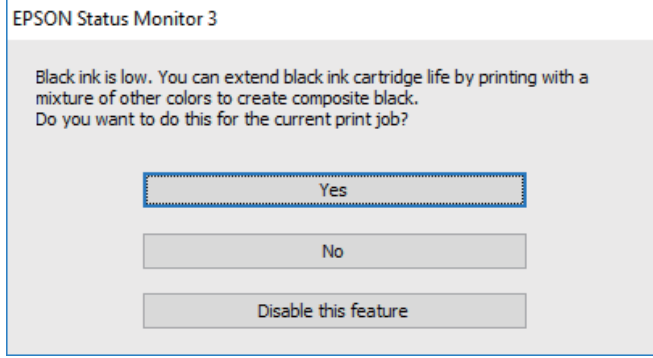 EPSON Status Monitor 3
Black ink is low. You can extend black ink cartridge life by printing with a
mixture of other colors to create composite black.
Do you want to do this for the current print job?
Yes
No
Disable this feature